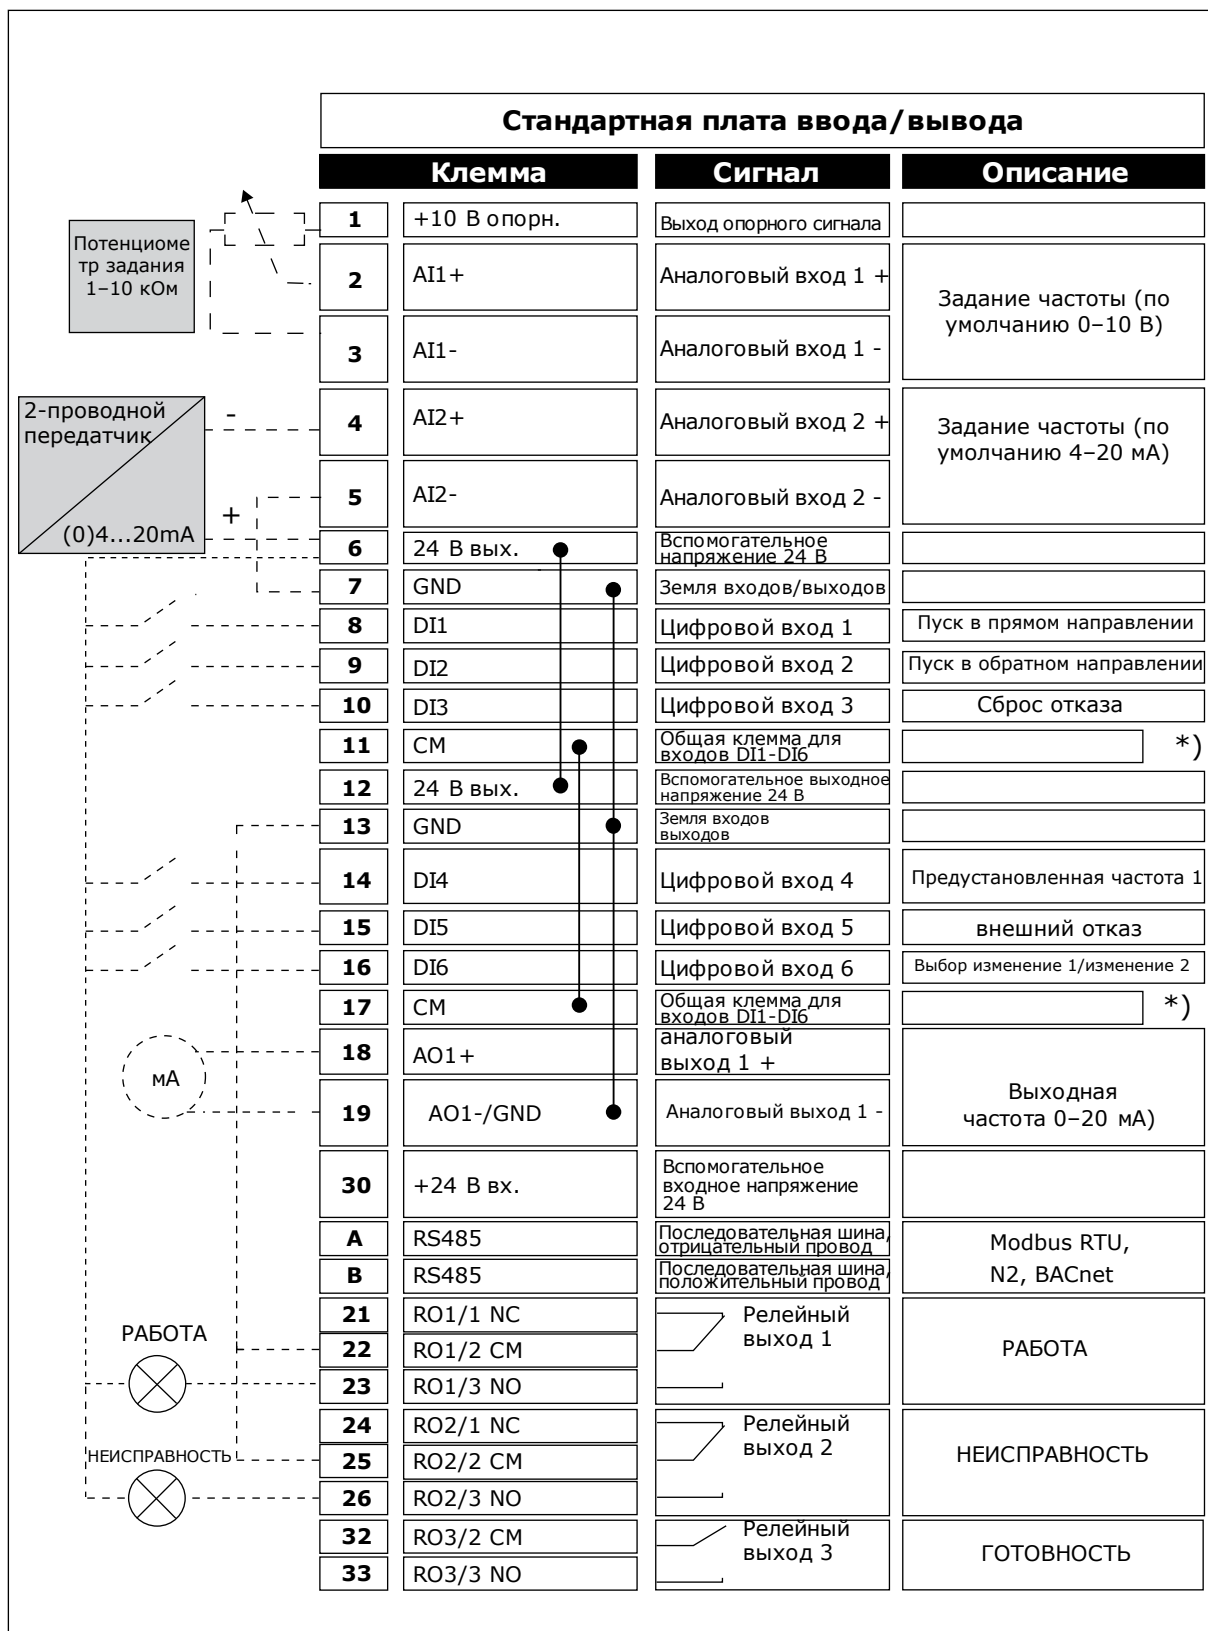 Стандартная плата ввода/вывода
Клемма Сигнал Описание
Потенциоме
тр задания
1–10 кОм
1 +10 В опорн. Выход опорного сигнала
2 AI1+ Аналоговый вход 1 +
3 AI1- Аналоговый вход 1 -
Задание частоты (по
умолчанию 0–10 В)
2-проводной
передатчик
-
+
(0)4...20mA
4 AI2+ Аналоговый вход 2 +
5 AI2- Аналоговый вход 2 -
Задание частоты (по
умолчанию 4–20 мА)
6 24 В вых. Вспомогательное
напряжение 24 В
7 GND Земля входов/выходов
8 DI1 Цифровой вход 1 Пуск в прямом направлении
9 DI2 Цифровой вход 2 Пуск в обратном направлении
10 DI3 Цифровой вход 3 Сброс отказа
11 CM Общая клемма для
входов DI1-DI6
*)
12 24 В вых. Вспомогательное выходное
напряжение 24 В
13 GND Земля входов
выходов
14 DI4 Цифровой вход 4 Предустановленная частота 1
15 DI5 Цифровой вход 5 внешний отказ
16 DI6 Цифровой вход 6 Выбор изменение 1/изменение 2
17 CM Общая клемма для
входов DI1-DI6
*)
мА
18 AO1+ аналоговый
выход 1 +
19 AO1-/GND Аналоговый выход 1 -
Выходная
частота 0–20 мА)
30 +24 В вх. Вспомогательное
входное напряжение
24 В
A RS485 Последовательная шина,
отрицательный провод
B RS485 Последовательная шина,
положительный провод
Modbus RTU,
N2, BACnet
РАБОТА
21 RO1/1 NC
22 RO1/2 CM
23 RO1/3 NO
Релейный
выход 1
РАБОТА
НЕИСПРАВНОСТЬ
24 RO2/1 NC
25 RO2/2 CM
26 RO2/3 NO
Релейный
выход 2
НЕИСПРАВНОСТЬ
32 RO3/2 CM
33 RO3/3 NO
Релейный
выход 3
ГОТОВНОСТЬ